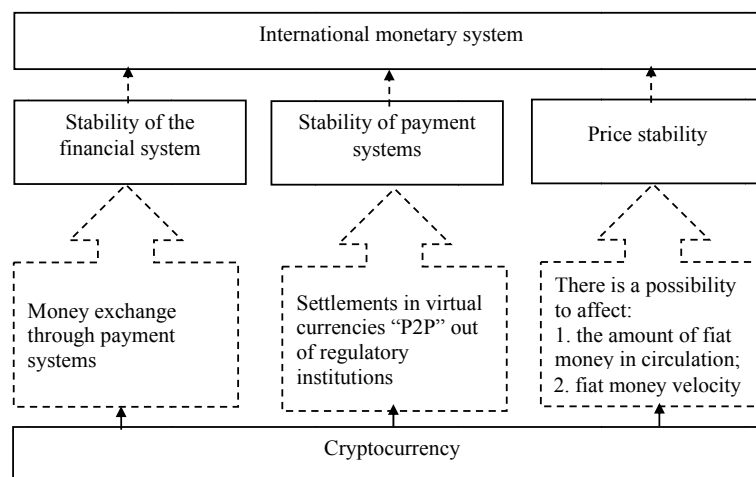 International monetary system
Stability of the
financial system
Stability of payment
systems
Price stability
Money exchange
through payment
systems
Settlements in virtual
currencies “P2P” out
of regulatory
institutions
There is a possibility
to affect:
1. the amount of fiat
money in circulation;
2. fiat money velocity
Cryptocurrency